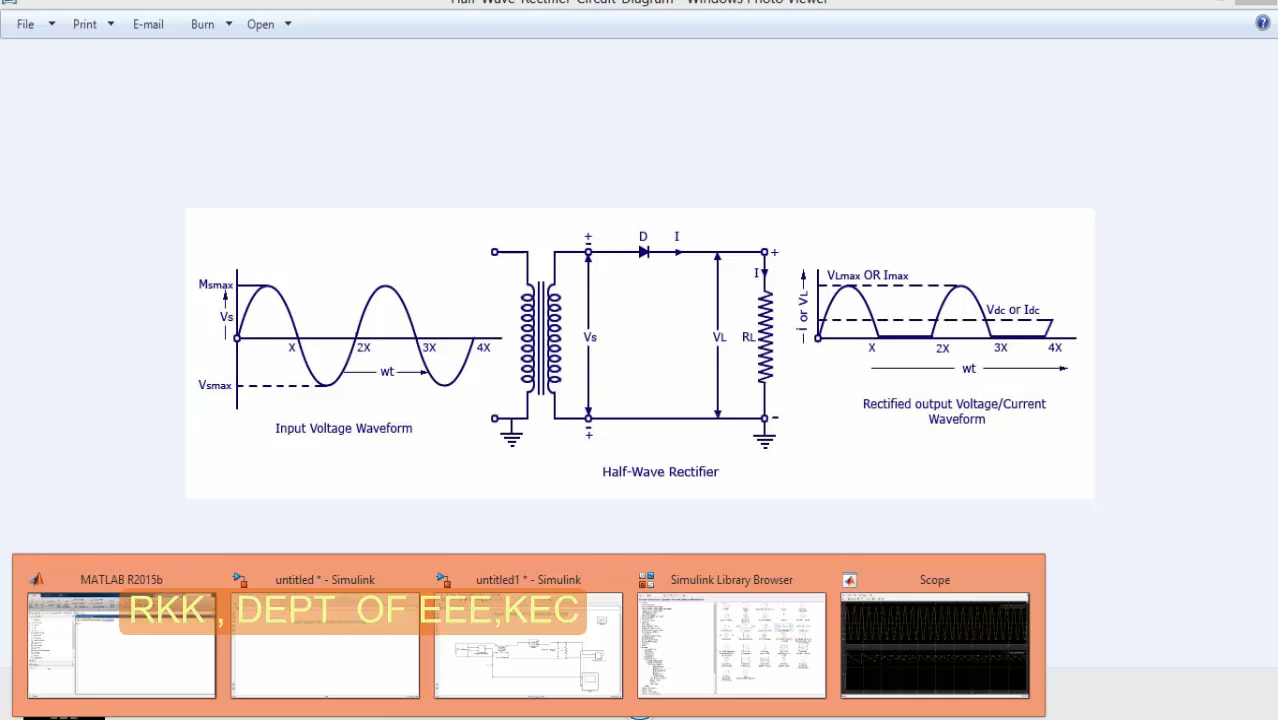 Half-Wave-Rectifier-Circuit-Diagram - Windows Photo Viewer
File Print E-mail Burn Open
?
Msmax
Vs
Vsmax
X 2X 3X 4X
wt
Input Voltage Waveform
+
-
D I
+
I
Vs VL RL
-
+
-
Half-Wave Rectifier
VLmax OR Imax
Vdc or Idc
i or VL
X 2X 3X 4X
wt
Rectified output Voltage/Current
Waveform
MATLAB R2015b untitled * - Simulink untitled1 * - Simulink Simulink Library Browser Scope
RKK , DEPT OF EEE,KEC